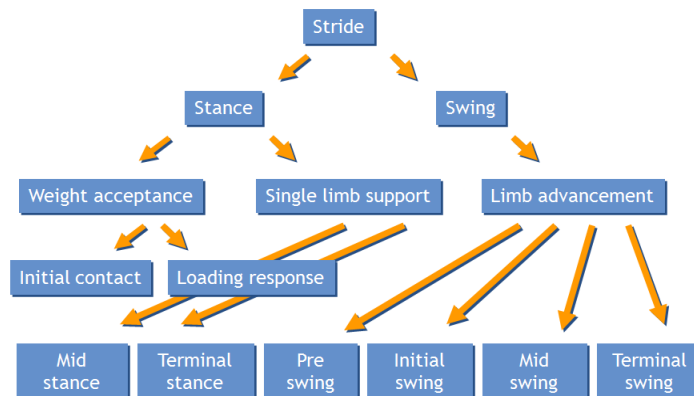 Stride
Stance
Swing
Weight acceptance
Single limb support
Limb advancement
Initial contact
Loading response
Mid
stance
Terminal
stance
Pre
swing
Initial
swing
Mid
swing
Terminal
swing